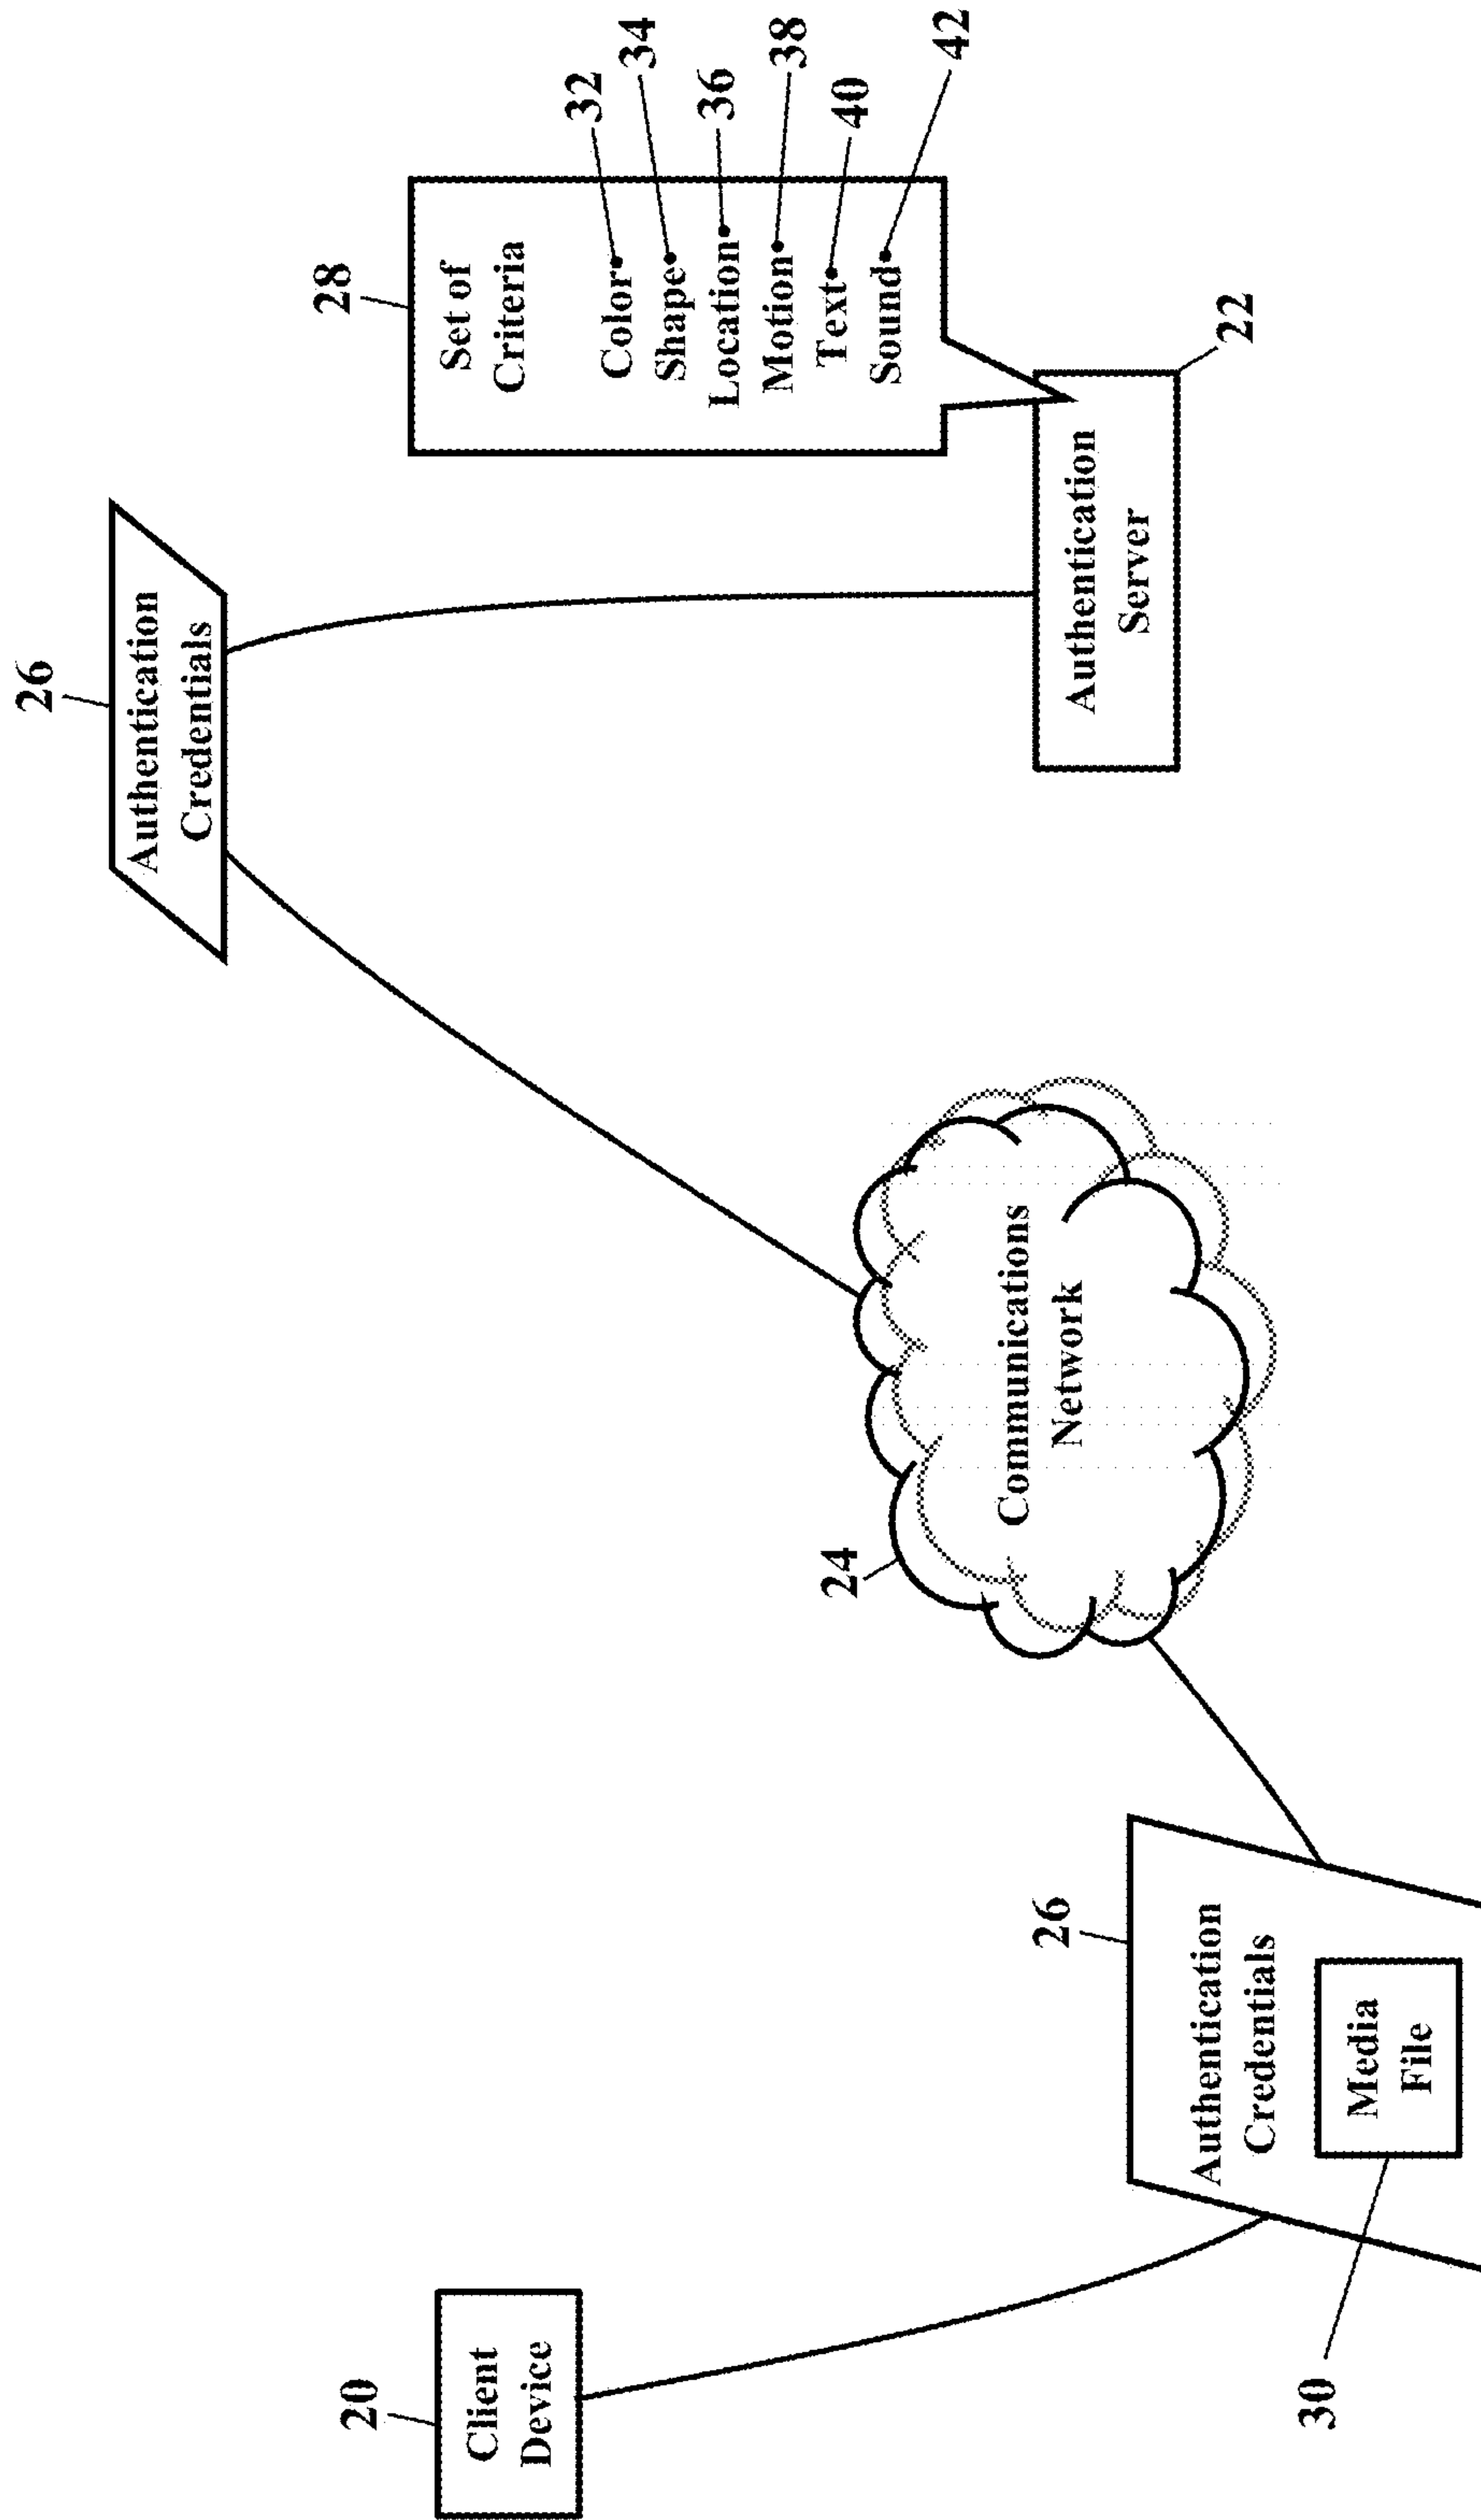 20
Client
Device
30
26
Authentication
Credentials
Media
File
24
Communications
Network
26
Authentication
Credentials
28
Set of
Criteria
Color
Shape
Location
Motion
Text
Sound
32
34
36
38
40
42
Authentication
Server
22